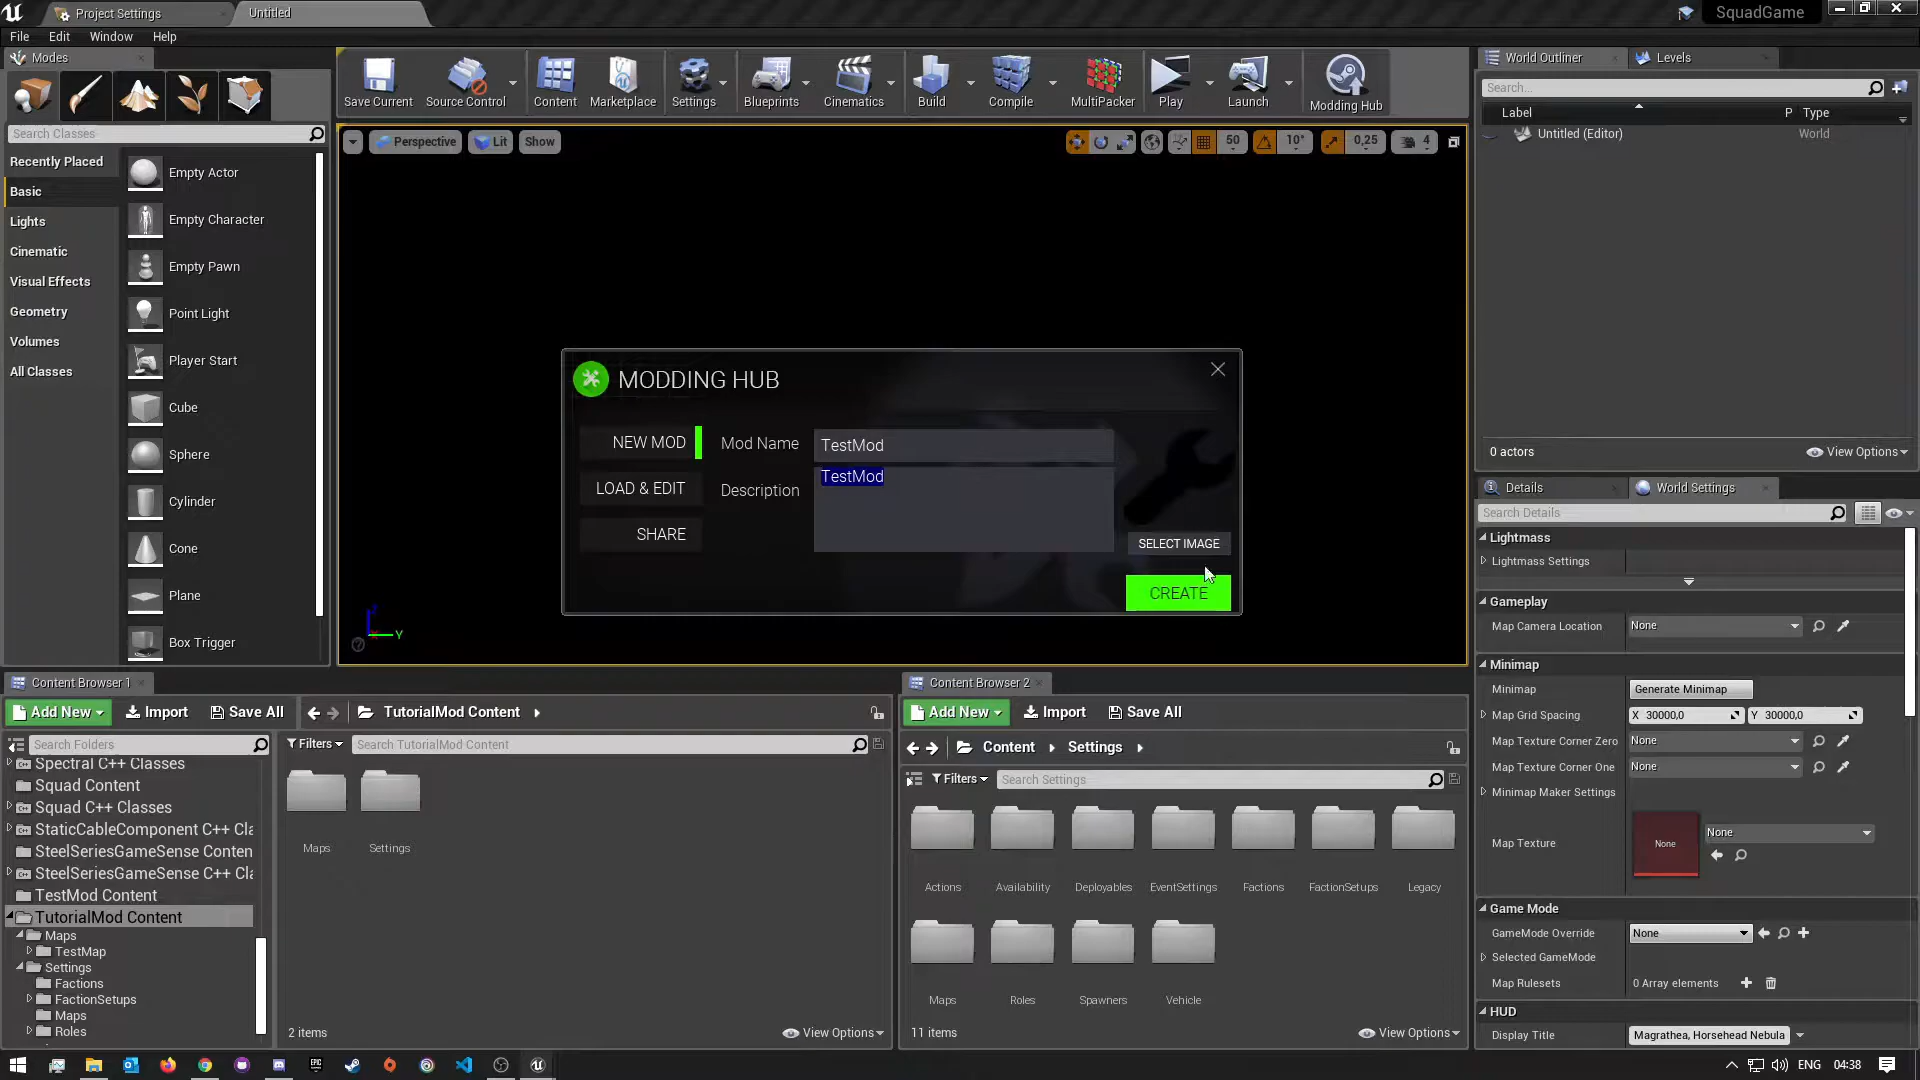 Project Settings
Untitled
SquadGame
File Edit Window Help
Modes
Save Current
Source Control
Content
Marketplace
Settings
Blueprints
Cinematics
Build
Compile
MultiPacker
Play
Launch
Modding Hub
World Outliner
Levels
Search...
Label
P
Type
Untitled (Editor)
World
Search Classes
Recently Placed
Basic
Lights
Cinematic
Visual Effects
Geometry
Volumes
All Classes
Empty Actor
Empty Character
Empty Pawn
Point Light
Player Start
Cube
Sphere
Cylinder
Cone
Plane
Box Trigger
Perspective
Lit
Show
50
10°
0,25
4
Y
MODDING HUB
NEW MOD
LOAD & EDIT
SHARE
Mod Name
TestMod
Description
TestMod
SELECT IMAGE
CREATE
0 actors
View Options
Details
World Settings
Search Details
Lightmass
Lightmass Settings
Gameplay
Map Camera Location
None
Minimap
Minimap
Generate Minimap
Map Grid Spacing
X 30000,0
Y 30000,0
Map Texture Corner Zero
None
Map Texture Corner One
None
Minimap Maker Settings
Map Texture
None
None
Game Mode
GameMode Override
None
Selected GameMode
Map Rulesets
0 Array elements
HUD
Display Title
Magrathea, Horsehead Nebula
Content Browser 1
Add New
Import
Save All
TutorialMod Content
Search Folders
Filters
Search TutorialMod Content
Spectral C++ Classes
Squad Content
Squad C++ Classes
StaticCableComponent C++ Cla
SteelSeriesGameSense Conten
SteelSeriesGameSense C++ Cla
TestMod Content
TutorialMod Content
Maps
TestMap
Settings
Factions
FactionSetups
Maps
Roles
Maps
Settings
2 items
View Options
Content Browser 2
Add New
Import
Save All
Content
Settings
Filters
Search Settings
Actions
Availability
Deployables
EventSettings
Factions
FactionSetups
Legacy
Maps
Roles
Spawners
Vehicle
11 items
View Options
EPIC
ENG
04:38